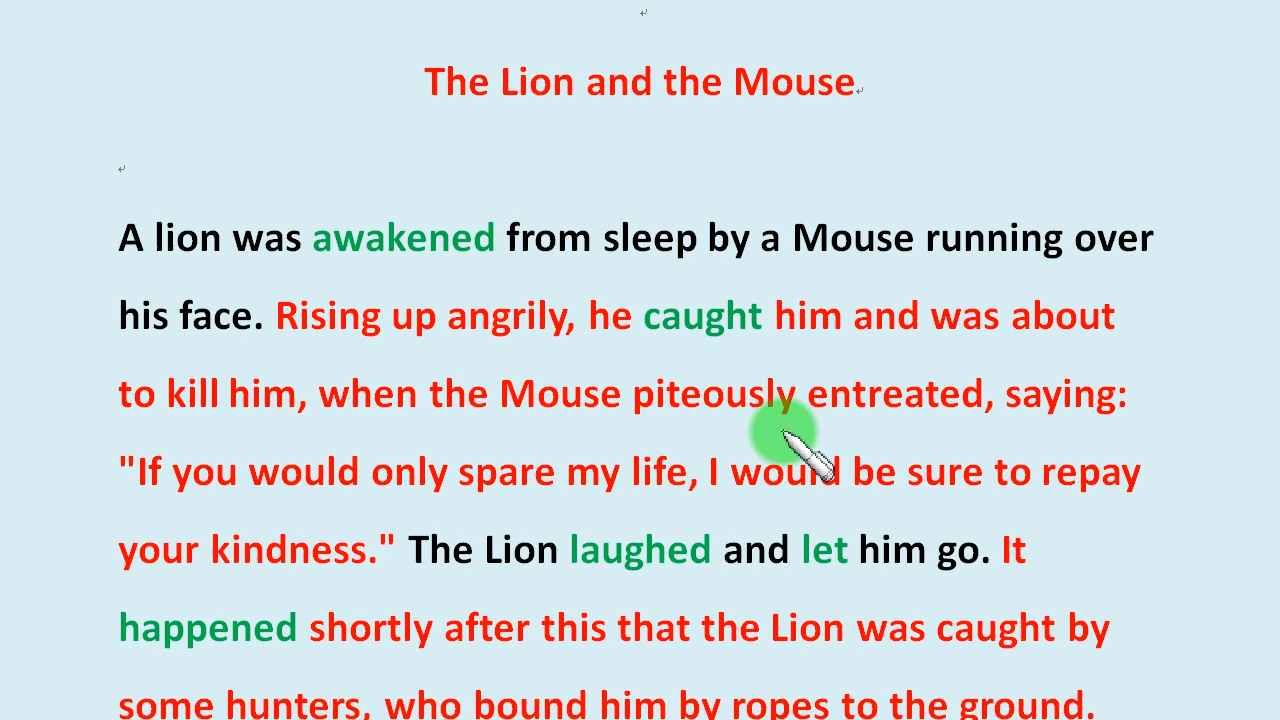 The Lion and the Mouse
A lion was awakened from sleep by a Mouse running over
his face. Rising up angrily, he caught him and was about
to kill him, when the Mouse piteously entreated, saying:
"If you would only spare my life, I would be sure to repay
your kindness." The Lion laughed and let him go. It
happened shortly after this that the Lion was caught by
some hunters, who bound him by ropes to the ground.